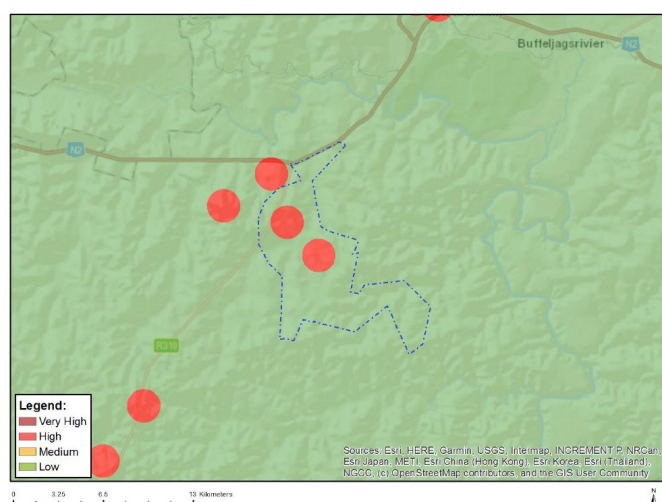 Buffeljagsrivier
N2
N2
R319
Legend:
Very High
High
Medium
Low
Sources: Esri, HERE, Garmin, USGS, Intermap, INCREMENT P, NRCan,
Esri Japan, METI, Esri China (Hong Kong), Esri Korea, Esri (Thailand),
NGCC, (c) OpenStreetMap contributors, and the GIS User Community
0 3.25 6.5 13 Kilometers
N